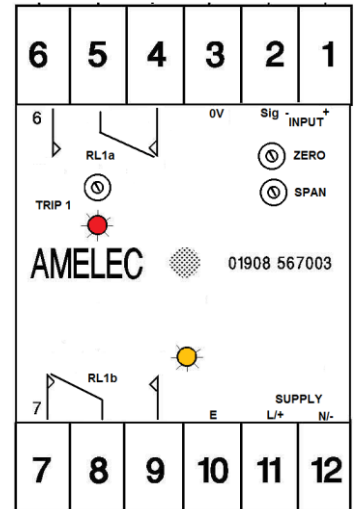 6 5 4 3 2 1
6 0V Sig - +
INPUT
RL1a ZERO
TRIP 1 SPAN
AMELEC 01908 567003
RL1b SUPPLY
7 E L/+ N/-
7 8 9 10 11 12